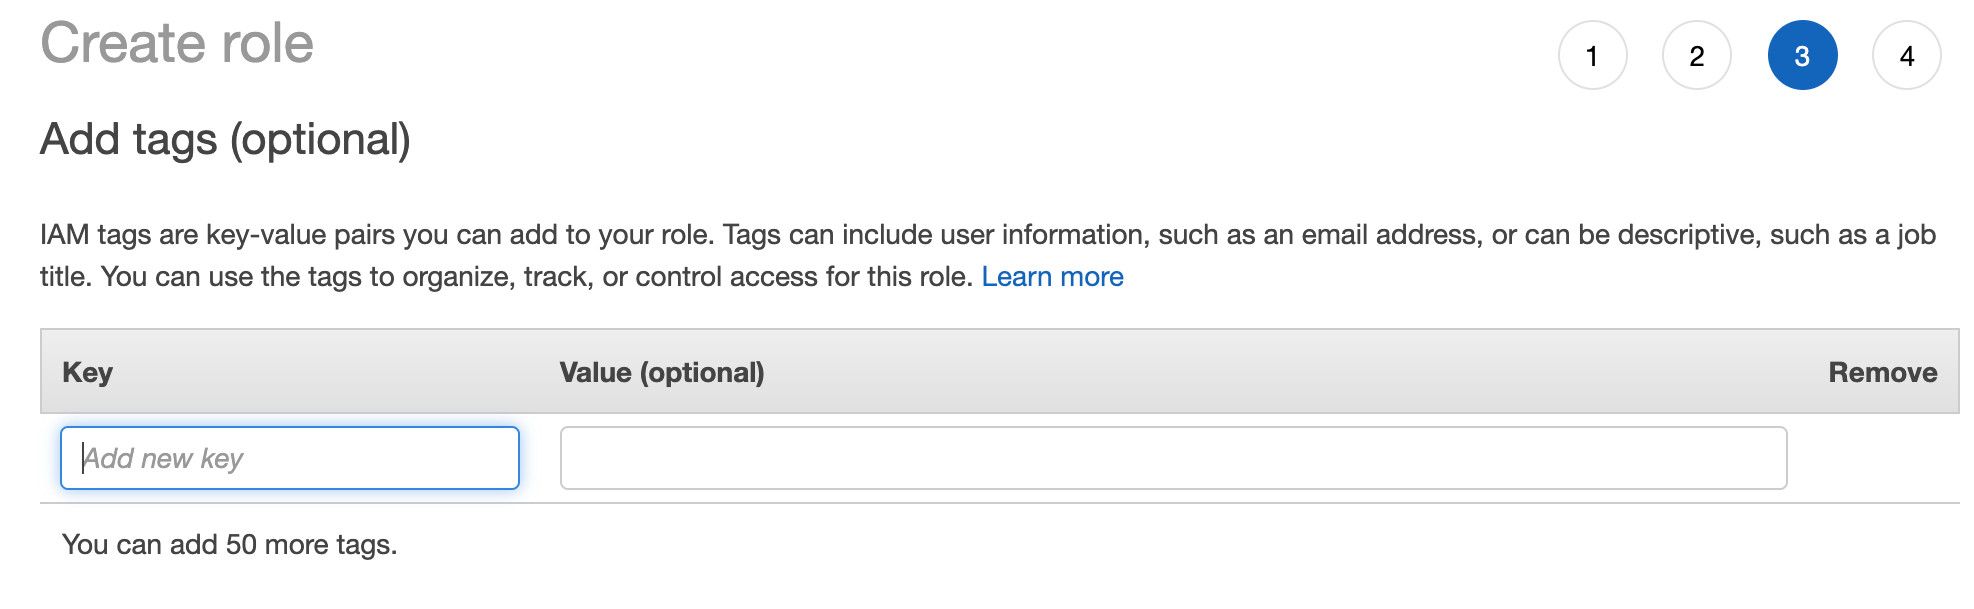 Create role
1 2 3 4
Add tags (optional)
IAM tags are key-value pairs you can add to your role. Tags can include user information, such as an email address, or can be descriptive, such as a job
title. You can use the tags to organize, track, or control access for this role. Learn more
Key Value (optional) Remove
Add new key
You can add 50 more tags.